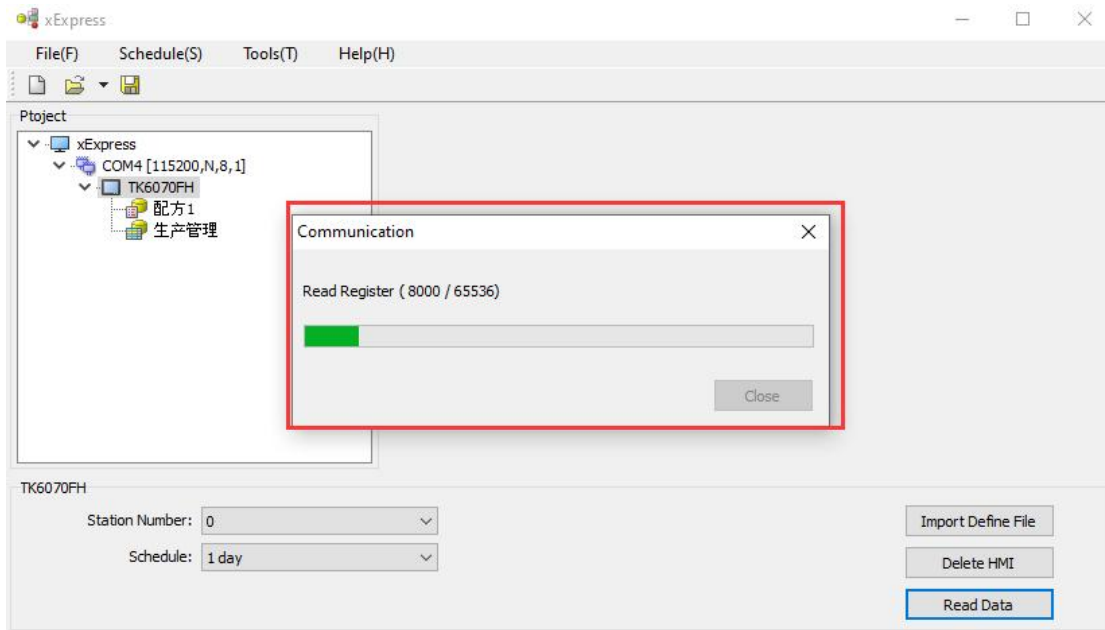 xExpress
File(F) Schedule(S) Tools(T) Help(H)
Ptoject
xExpress
COM4 [115200,N,8,1]
TK6070FH
配方1
生产管理
Communication
Read Register ( 8000 / 65536)
Close
TK6070FH
Station Number: 0
Import Define File
Schedule: 1 day
Delete HMI
Read Data